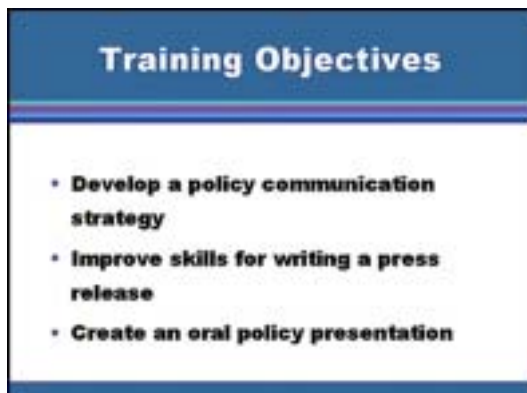 Training Objectives
• Develop a policy communication
strategy
• Improve skills for writing a press
release
• Create an oral policy presentation